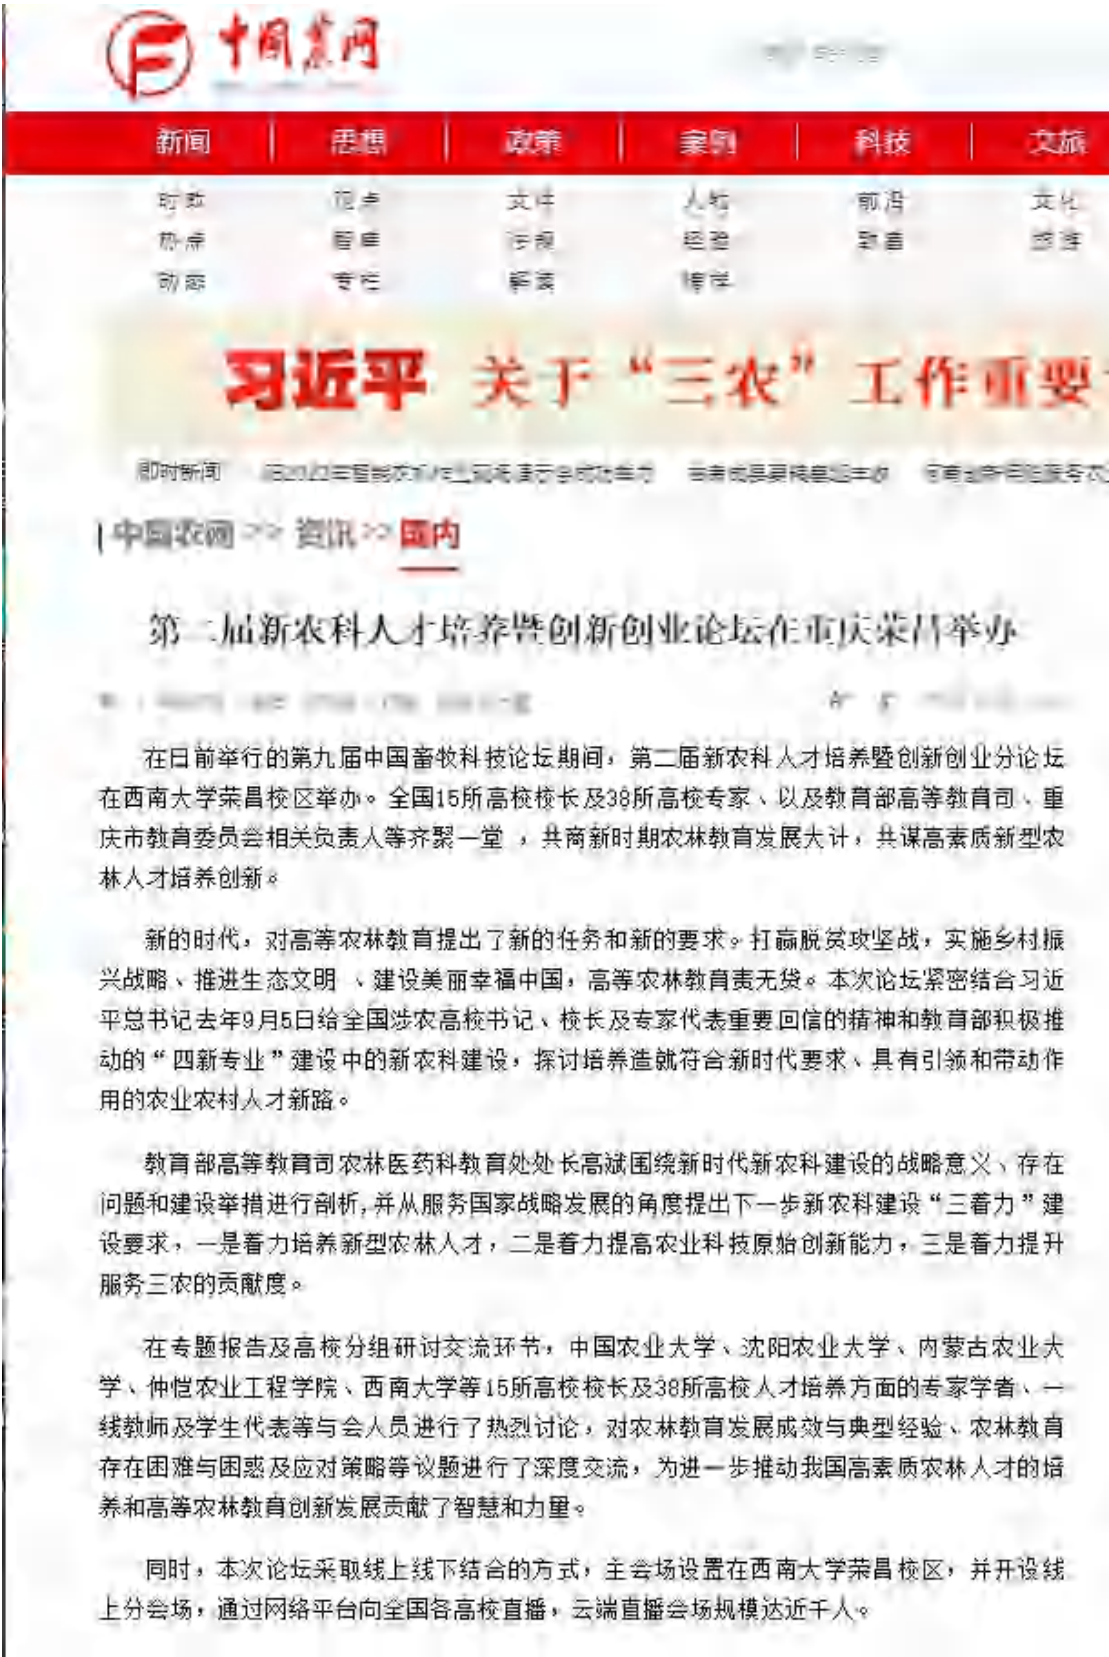 中国农网
新闻 思想 政策 案例 科技 文旅
时政 观点 文件 人物 前沿 文化
热点 智库 法规 经验 数言 旅游
动态 专栏 解读 榜样
习近平 关于“三农”工作重要
即时新闻
中国农网 >> 资讯 >> 国内
第二届新农科人才培养暨创新创业论坛在重庆荣昌举办
在日前举行的第九届中国畜牧科技论坛期间，第二届新农科人才培养暨创新创业分论坛
在西南大学荣昌校区举办。全国15所高校校长及38所高校专家、以及教育部高等教育司、重
庆市教育委员会相关负责人等齐聚一堂 ，共商新时期农林教育发展大计，共谋高素质新型农
林人才培养创新。
新的时代，对高等农林教育提出了新的任务和新的要求。打赢脱贫攻坚战，实施乡村振
兴战略、推进生态文明 、建设美丽幸福中国，高等农林教育责无贷。本次论坛紧密结合习近
平总书记去年9月5日给全国涉农高校书记、校长及专家代表重要回信的精神和教育部积极推
动的“四新专业”建设中的新农科建设，探讨培养造就符合新时代要求、具有引领和带动作
用的农业农村人才新路。
教育部高等教育司农林医药科教育处处长高斌围绕新时代新农科建设的战略意义、存在
问题和建设举措进行剖析,并从服务国家战略发展的角度提出下一步新农科建设“三着力”建
设要求，一是着力培养新型农林人才，二是着力提高农业科技原始创新能力，三是着力提升
服务三农的贡献度。
在专题报告及高校分组研讨交流环节，中国农业大学、沈阳农业大学、内蒙古农业大
学、仲恺农业工程学院、西南大学等15所高校校长及38所高校人才培养方面的专家学者、一
线教师及学生代表等与会人员进行了热烈讨论，对农林教育发展成效与典型经验、农林教育
存在困难与困惑及应对策略等议题进行了深度交流，为进一步推动我国高素质农林人才的培
养和高等农林教育创新发展贡献了智慧和力量。
同时，本次论坛采取线上线下结合的方式，主会场设置在西南大学荣昌校区，并开设线
上分会场，通过网络平台向全国各高校直播，云端直播会场规模达近千人。